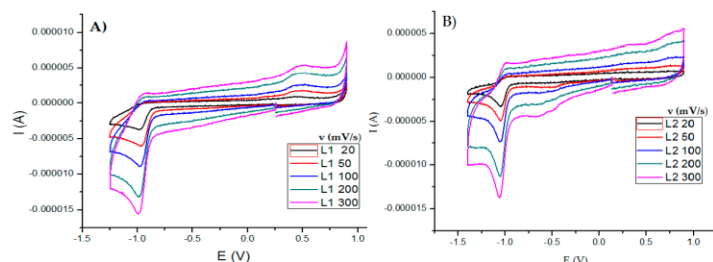 A)
I (A)
0.000010
0.000005
0.000000
-0.000005
-0.000010
-0.000015
-1.5
-1.0
-0.5
0.0
0.5
1.0
E (V)
v (mV/s)
L1 20
L1 50
L1 100
L1 200
L1 300
B)
I (A)
0.000005
0.000000
-0.000005
-0.000010
-0.000015
-1.5
-1.0
-0.5
0.0
0.5
1.0
E (V)
v (mV/s)
L2 20
L2 50
L2 100
L2 200
L2 300